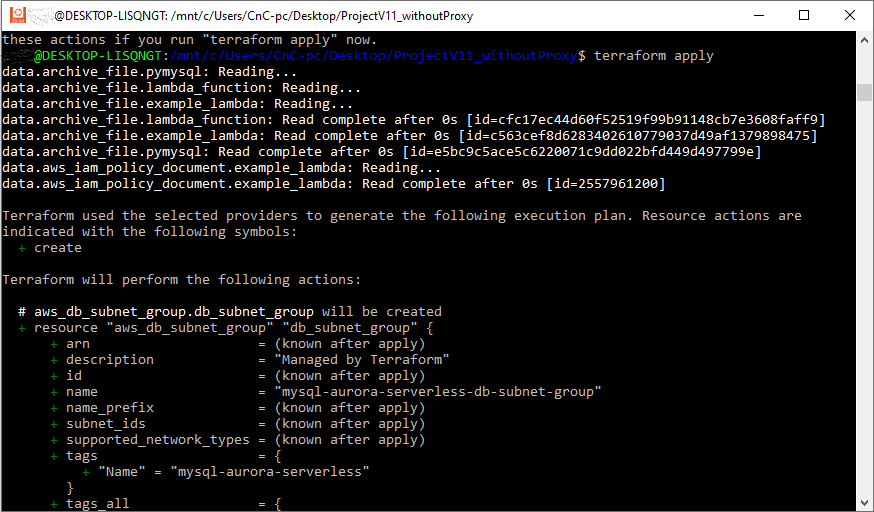 @DESKTOP-LISQNGT: /mnt/c/Users/CnC-pc/Desktop/ProjectV11_withoutProxy
these actions if you run "terraform apply" now.
@DESKTOP-LISQNGT:/mnt/c/Users/CnC-pc/Desktop/ProjectV11_withoutProxy$ terraform apply
data.archive_file.pymysql: Reading...
data.archive_file.lambda_function: Reading...
data.archive_file.example_lambda: Reading...
data.archive_file.lambda_function: Read complete after 0s [id=cfc17ec44d60f52519f99b91148cb7e3608faff9]
data.archive_file.example_lambda: Read complete after 0s [id=c563cef8d6283402610779037d49af1379898475]
data.archive_file.pymysql: Read complete after 0s [id=e5bc9c5ace5c6220071c9dd022bfd449d497799e]
data.aws_iam_policy_document.example_lambda: Reading...
data.aws_iam_policy_document.example_lambda: Read complete after 0s [id=2557961200]
Terraform used the selected providers to generate the following execution plan. Resource actions are
indicated with the following symbols:
+ create
Terraform will perform the following actions:
# aws_db_subnet_group.db_subnet_group will be created
+ resource "aws_db_subnet_group" "db_subnet_group" {
+ arn = (known after apply)
+ description = "Managed by Terraform"
+ id = (known after apply)
+ name = "mysql-aurora-serverless-db-subnet-group"
+ name_prefix = (known after apply)
+ subnet_ids = (known after apply)
+ supported_network_types = (known after apply)
+ tags = {
+ "Name" = "mysql-aurora-serverless"
}
+ tags_all = {